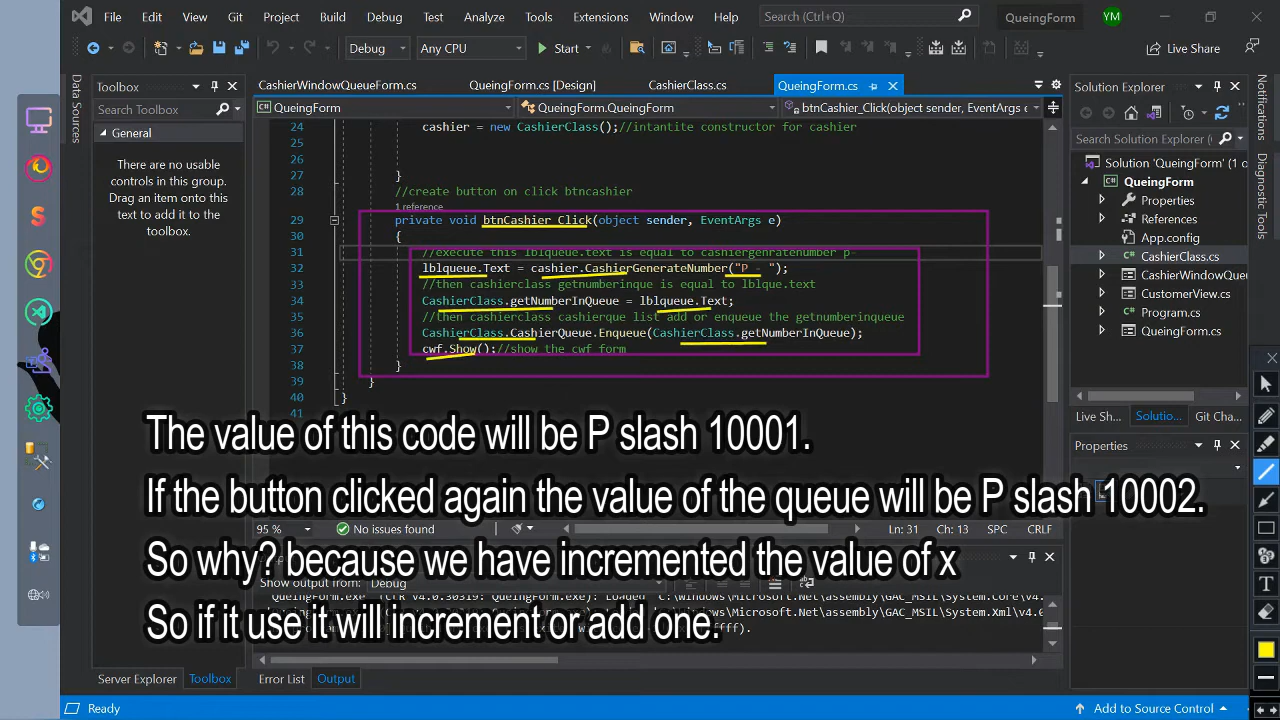 File Edit View Git Project Build Debug Test Analyze Tools Extensions Window Help Search (Ctrl+Q) QueingForm YM
Debug Any CPU Start Live Share
Data Sources
Toolbox
Search Toolbox
General
There are no usable
controls in this group.
Drag an item onto this
text to add it to the
toolbox.
CashierWindowQueueForm.cs QueingForm.cs [Design] CashierClass.cs QueingForm.cs
QueingForm QueingForm.QueingForm btnCashier_Click(object sender, EventArgs e
24 cashier = new CashierClass();//intantite constructor for cashier
25
26
27 }
28 //create button on click btncashier
1 reference
29 private void btnCashier_Click(object sender, EventArgs e)
30 {
31 //execute this lblqueue.text is equal to cashiergenratenumber p-
32 lblqueue.Text = cashier.CashierGenerateNumber("P - ");
33 //then cashierclass getnumberinque is equal to lblque.text
34 CashierClass.getNumberInQueue = lblqueue.Text;
35 //then cashierclass cashierque list add or enqueue the getnumberinqueue
36 CashierClass.CashierQueue.Enqueue(CashierClass.getNumberInQueue);
37 cwf.Show();//show the cwf form
38 }
39 }
40 }
41
The value of this code will be P slash 10001.
If the button clicked again the value of the queue will be P slash 10002.
So why? because we have incremented the value of x
So if it use it will increment or add one.
95 % No issues found Ln: 31 Ch: 13 SPC CRLF
Show output from: Debug
Server Explorer Toolbox Error List Output
Solution Explorer
Search Solution Explorer
Solution 'QueingForm' (1 o
QueingForm
Properties
References
App.config
CashierClass.cs
CashierWindowQueu
CustomerView.cs
Program.cs
QueingForm.cs
Live Sh... Solutio... Git Chan...
Properties
Notifications
Diagnostic Tools
Ready Add to Source Control